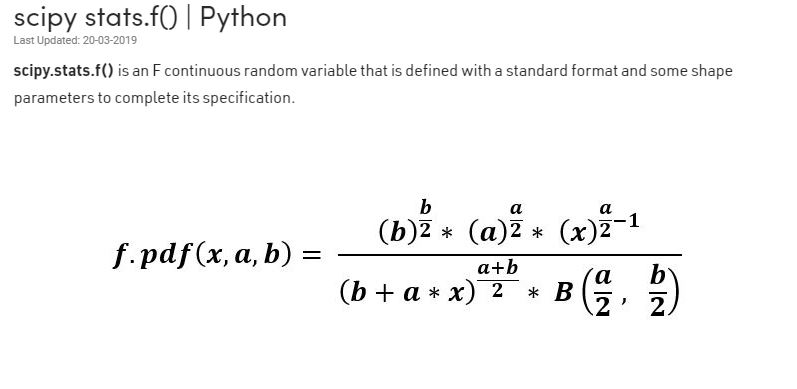 scipy stats.f() | Python
Last Updated: 20-03-2019
scipy.stats.f() is an F continuous random variable that is defined with a standard format and some shape
parameters to complete its specification.
f.pdf(x, a, b) = \frac{(b)^{\frac{b}{2}} * (a)^{\frac{a}{2}} * (x)^{\frac{a}{2}-1}}{(b + a * x)^{\frac{a+b}{2}} * B\left(\frac{a}{2}, \frac{b}{2}\right)}